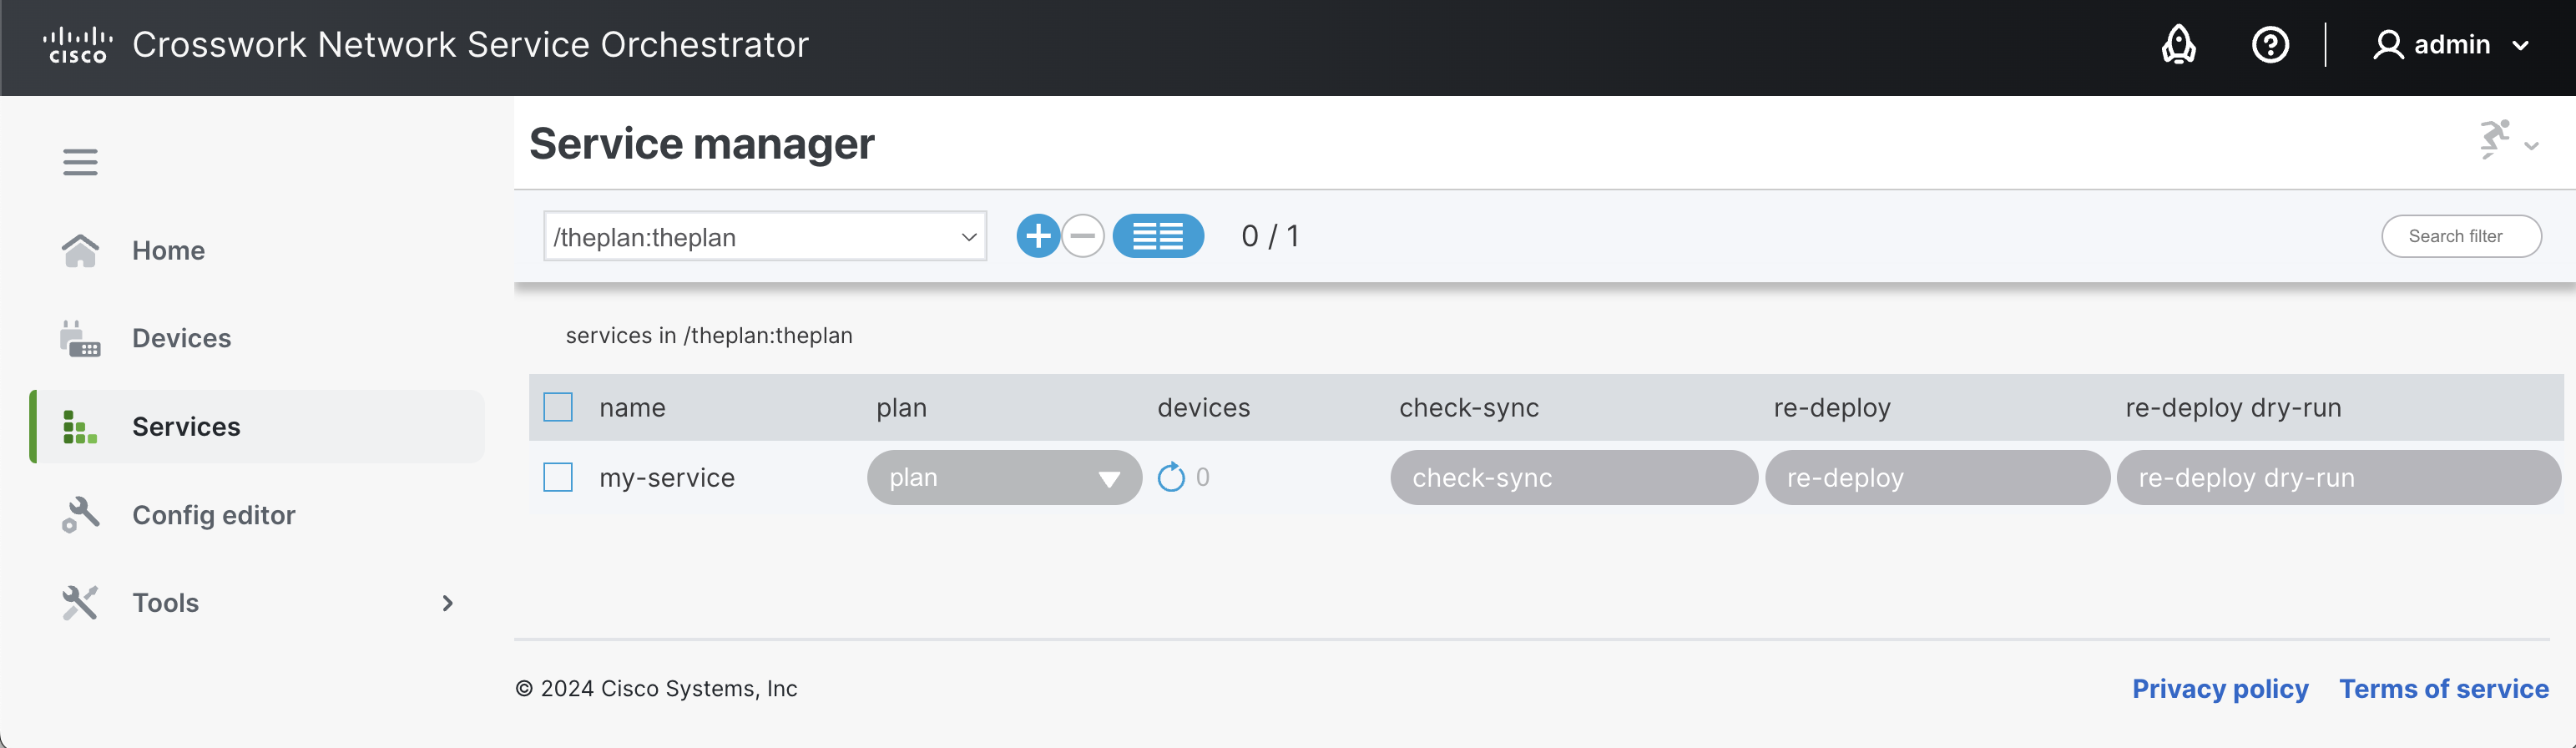 cisco Crosswork Network Service Orchestrator admin
Service manager
/theplan:theplan 0 / 1 Search filter
Home
Devices
Services
Config editor
Tools
services in /theplan:theplan
name plan devices check-sync re-deploy re-deploy dry-run
my-service plan 0 check-sync re-deploy re-deploy dry-run
© 2024 Cisco Systems, Inc Privacy policy Terms of service